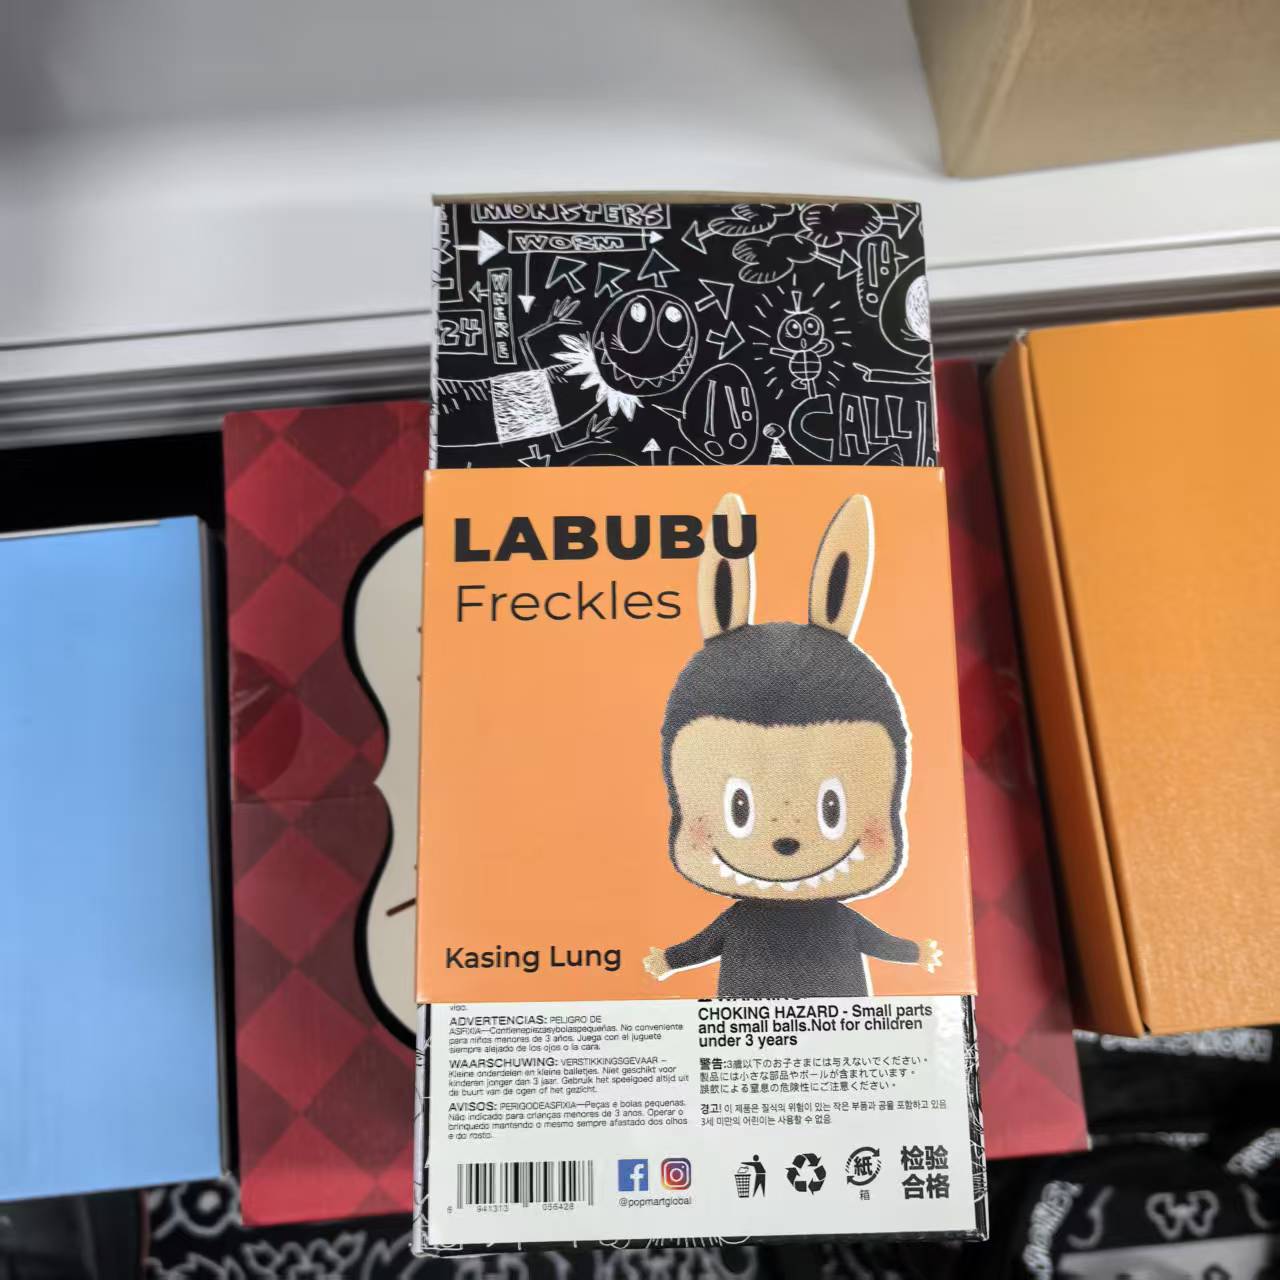 MONSTERS
WORM
WHERE
24
CALLI
LABUBU
Freckles
Kasing Lung
ADVERTENCIAS: PELIGRO DE
ASFIXIA—Contienepiezasybolaspequeñas. No conveniente
para niños menores de 3 años. Juega con el juguete
siempre alejado de los ojos o la cara.
WAARSCHUWING: VERSTIKKINGSGEVAAR –
Kleine onderdelen en kleine balletjes. Niet geschikt voor
kinderen jonger dan 3 jaar. Gebruik het speelgoed altijd uit
de buurt van de ogen of het gezicht.
AVISOS: PERIGODEASFIXIA—Peças e bolas pequenas.
Não indicado para crianças menores de 3 anos. Operar o
brinquedo mantendo o mesmo sempre afastado dos olhos
e do rosto.
CHOKING HAZARD - Small parts
and small balls.Not for children
under 3 years
警告:3歳以下のお子さまには与えないでください。
製品には小さな部品やボールが含まれています。
誤飲による窒息の危険性にご注意ください。
경고! 이 제품은 질식의 위험이 있는 작은 부품과 공을 포함하고 있음
3세 미만의 어린이는 사용할 수 없음
6 941313 056428
@popmartglobal
紙
箱
检验
合格